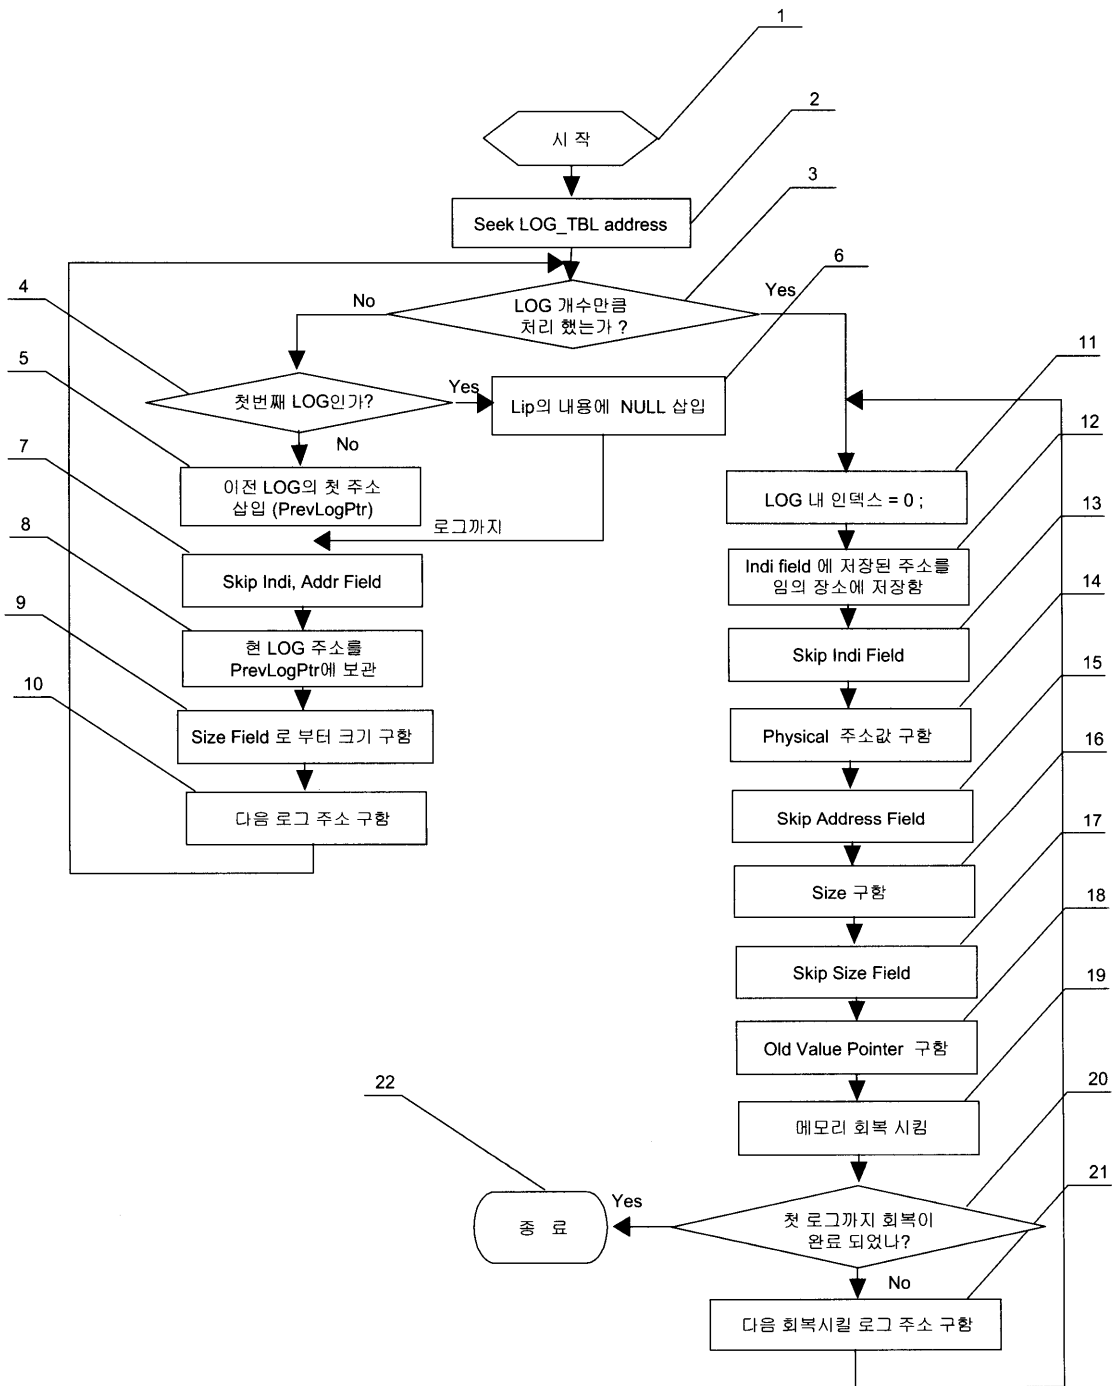 1
2
시 작
3
Seek LOG_TBL address
6
4
No
LOG 개수만큼
처리 했는가 ?
Yes
5
11
첫번째 LOG인가?
Yes
Lip의 내용에 NULL 삽입
12
7
No
이전 LOG의 첫 주소
삽입 (PrevLogPtr)
LOG 내 인덱스 = 0 ;
13
8
로그까지
Skip Indi, Addr Field
Indi field 에 저장된 주소를
임의 장소에 저장함
14
9
현 LOG 주소를
PrevLogPtr에 보관
Skip Indi Field
15
10
Size Field 로 부터 크기 구함
Physical 주소값 구함
16
다음 로그 주소 구함
Skip Address Field
17
Size 구함
18
Skip Size Field
19
Old Value Pointer 구함
20
22
메모리 회복 시킴
21
Yes
종 료
첫 로그까지 회복이
완료 되었나?
No
다음 회복시킬 로그 주소 구함